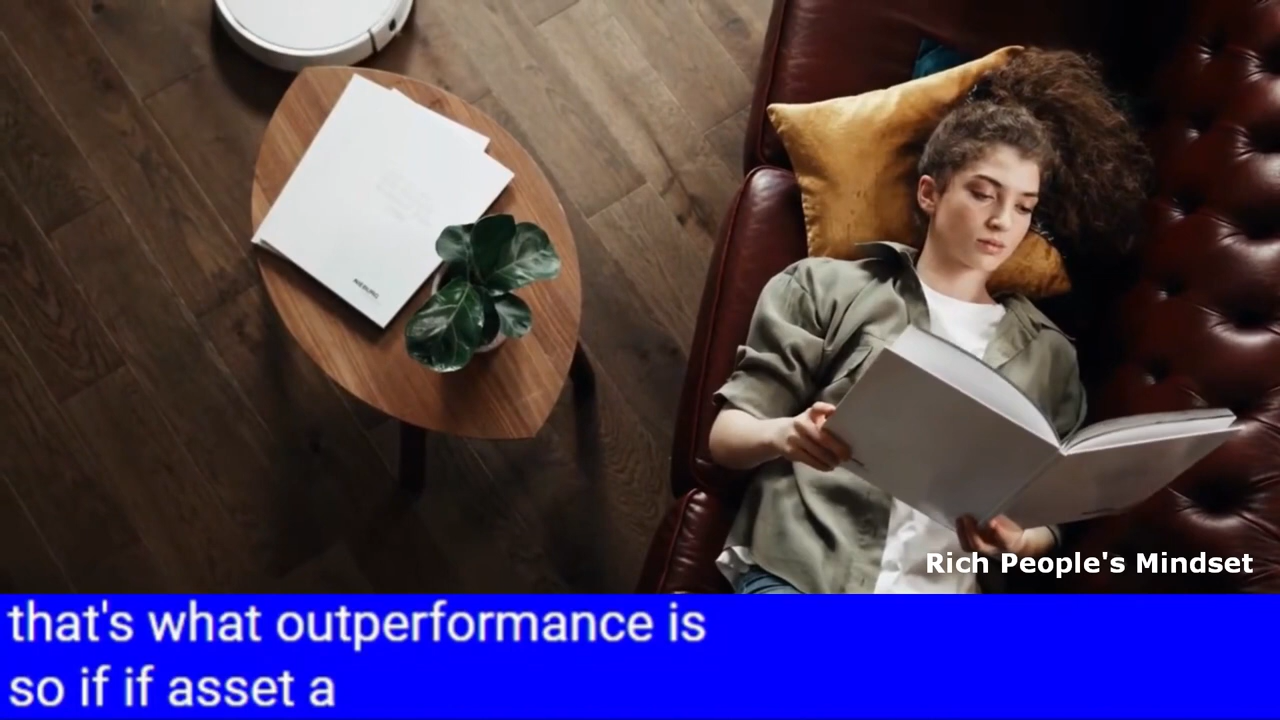 Rich People's Mindset
that's what outperformance is
so if if asset a